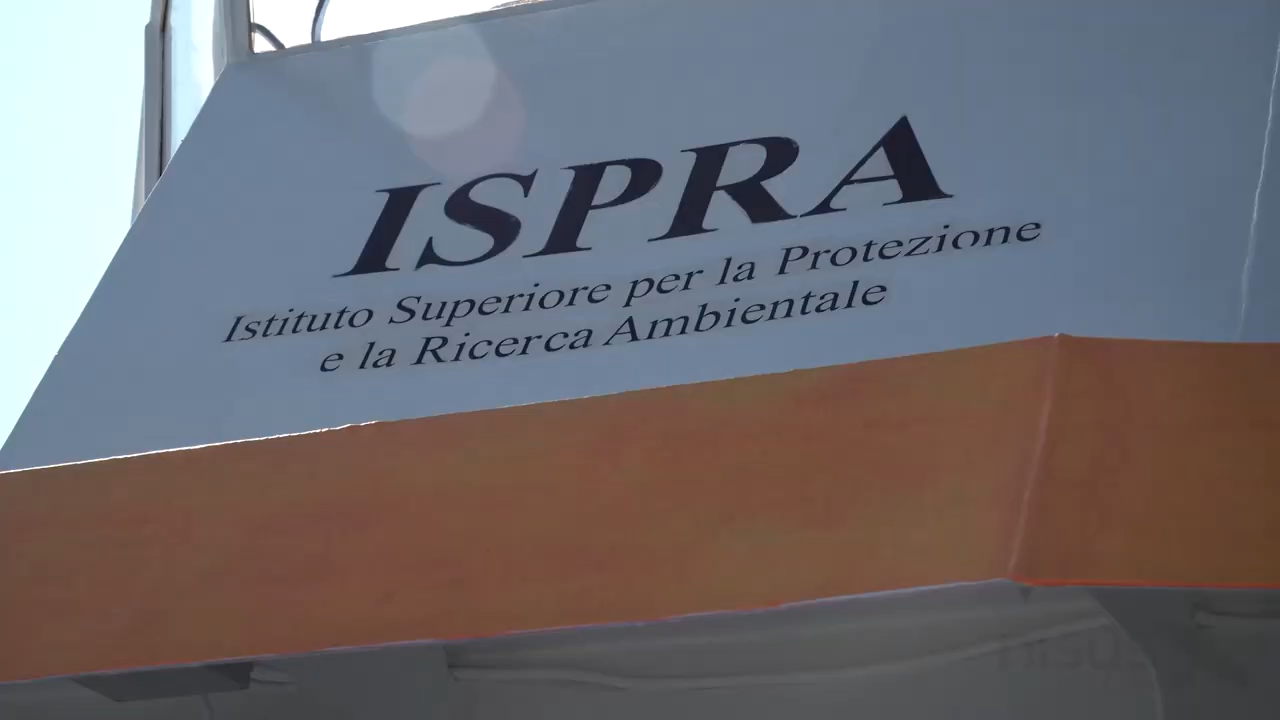 ISPRA
Istituto Superiore per la Protezione
e la Ricerca Ambientale